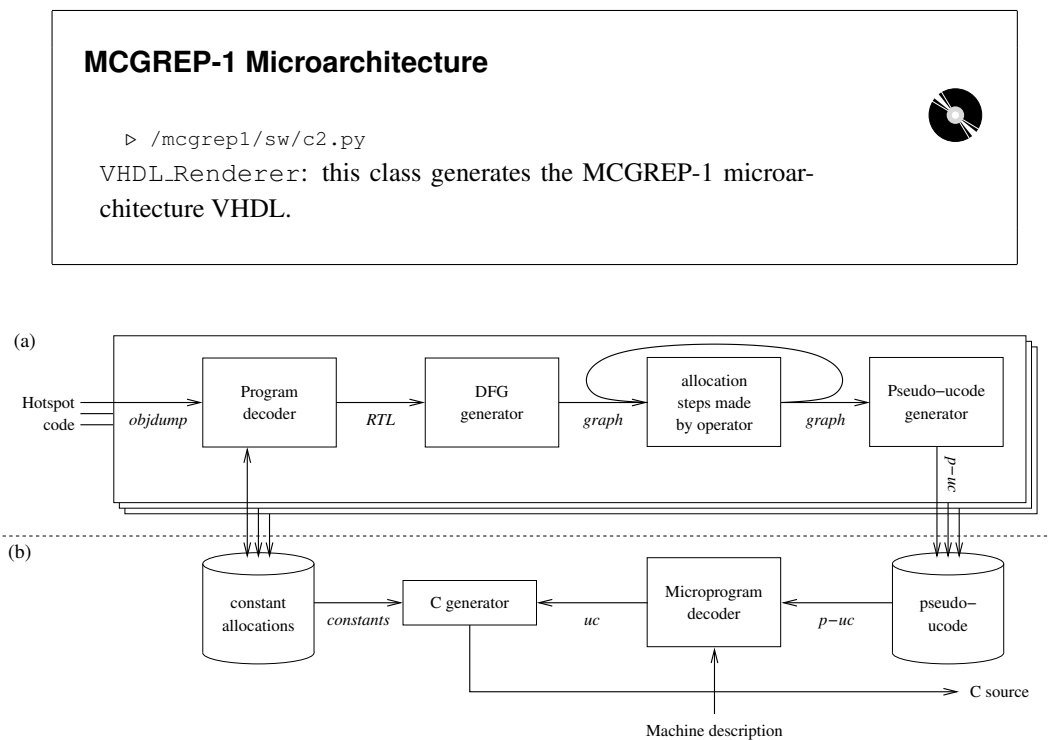 MCGREP-1 Microarchitecture
▷ /mcgrep1/sw/c2.py
VHDL_Renderer: this class generates the MCGREP-1 microar-
chitecture VHDL.
(a)
Hotspot
code
objdump
Program
decoder
RTL
DFG
generator
graph
allocation
steps made
by operator
graph
Pseudo−ucode
generator
p−uc
(b)
constant
allocations
constants
C generator
uc
Microprogram
decoder
p−uc
pseudo−
ucode
C source
Machine description